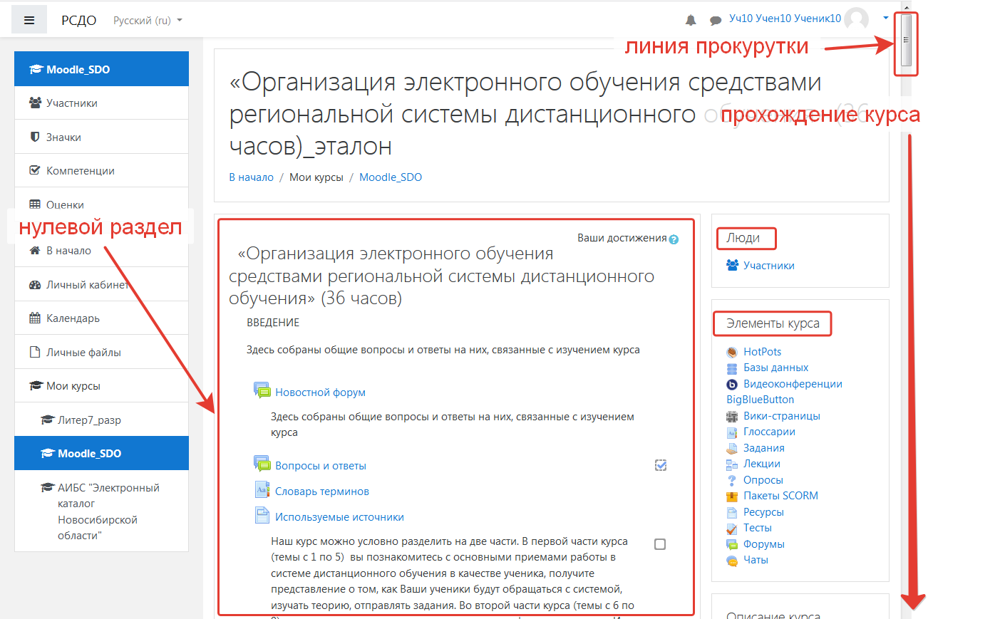 РСДО
Русский (ru)
Уч10 Учен10 Ученик10
линия прокурутки
Moodle_SDO
Участники
Значки
Компетенции
Оценки
нулевой раздел
В начало
Личный кабинет
Календарь
Личные файлы
Мои курсы
Литер7_разр
Moodle_SDO
АИБС "Электронный
каталог
Новосибирской
области"
«Организация электронного обучения средствами
региональной системы дистанционного обучения» (36
часов)_эталон
прохождение курса
В начало / Мои курсы / Moodle_SDO
Ваши достижения
«Организация электронного обучения
средствами региональной системы дистанционного
обучения» (36 часов)
ВВЕДЕНИЕ
Здесь собраны общие вопросы и ответы на них, связанные с изучением курса
Новостной форум
Здесь собраны общие вопросы и ответы на них, связанные с изучением
курса
Вопросы и ответы
Словарь терминов
Используемые источники
Наш курс можно условно разделить на две части. В первой части курса
(темы с 1 по 5) вы познакомитесь с основными приемами работы в
системе дистанционного обучения в качестве ученика, получите
представление о том, как Ваши ученики будут обращаться с системой,
изучать теорию, отправлять задания. Во второй части курса (темы с 6 по
Люди
Участники
Элементы курса
HotPots
Базы данных
Видеоконференции
BigBlueButton
Вики-страницы
Глоссарии
Задания
Лекции
Опросы
Пакеты SCORM
Ресурсы
Тесты
Форумы
Чаты
Описание курса